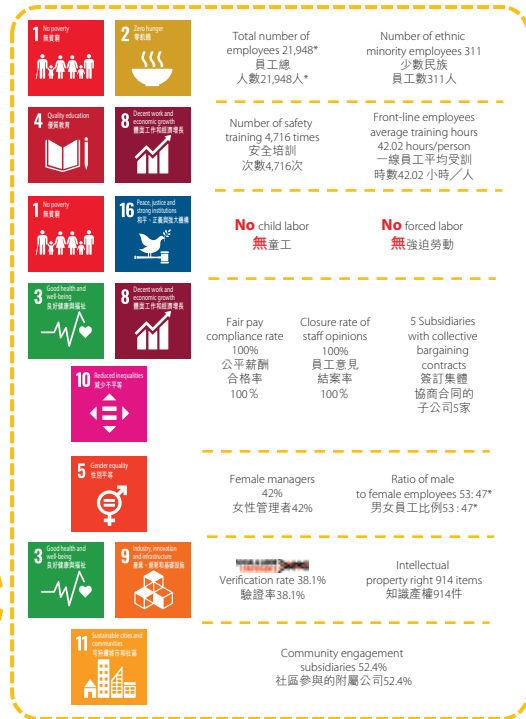 1 No poverty
無貧窮
2 Zero hunger
零飢餓
Total number of
employees 21,948*
員工總
人數21,948人*
Number of ethnic
minority employees 311
少數民族
員工數311人
4 Quality education
優質教育
8 Decent work and
economic growth
體面工作和經濟增長
Number of safety
training 4,716 times
安全培訓
次數4,716次
Front-line employees
average training hours
42.02 hours/person
一線員工平均受訓
時數42.02 小時／人
1 No poverty
無貧窮
16 Peace, justice and
strong institutions
和平、正義與強大機構
No child labor
無童工
No forced labor
無強迫勞動
3 Good health and
well-being
良好健康與福祉
8 Decent work and
economic growth
體面工作和經濟增長
10 Reduced inequalities
減少不平等
Fair pay
compliance rate
100%
公平薪酬
合格率
100％
Closure rate of
staff opinions
100%
員工意見
結案率
100％
5 Subsidiaries
with collective
bargaining
contracts
簽訂集體
協商合同的
子公司5家
5 Gender equality
性別平等
Female managers
42%
女性管理者42%
Ratio of male
to female employees 53: 47*
男女員工比例53 : 47*
3 Good health and
well-being
良好健康與福祉
9 Industry, innovation
and infrastructure
產業、創新和基礎設施
Verification rate 38.1%
驗證率38.1%
Intellectual
property right 914 items
知識產權914件
11 Sustainable cities and
communities
可持續城市和社區
Community engagement
subsidiaries 52.4%
社區參與的附屬公司52.4%